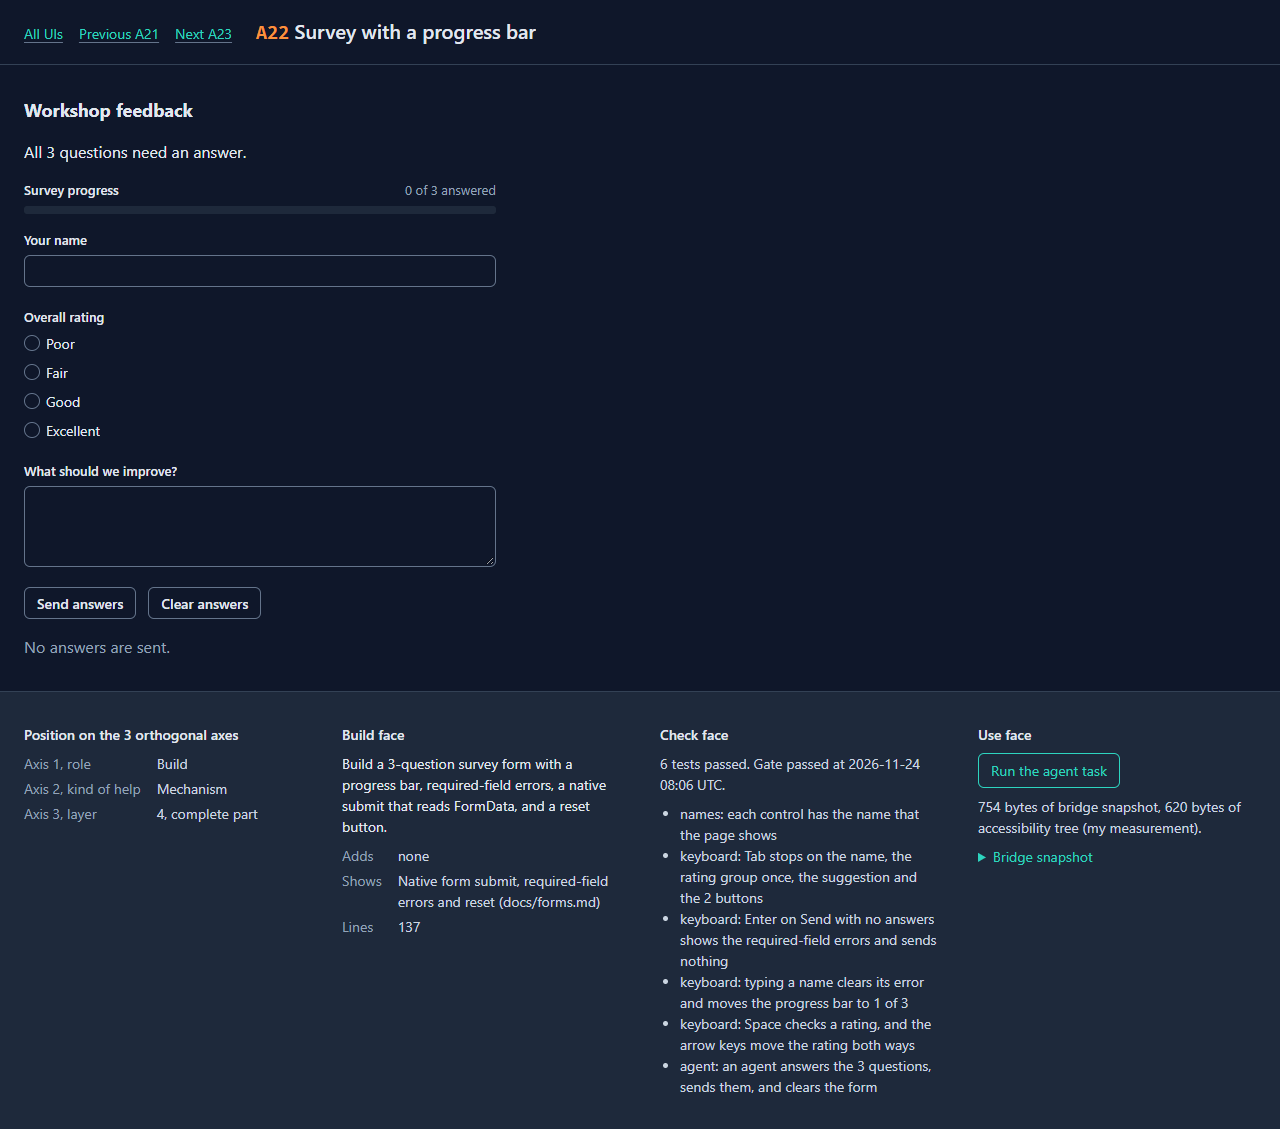 All UIs Previous A21 Next A23 A22 Survey with a progress bar
Workshop feedback
All 3 questions need an answer.
Survey progress 0 of 3 answered
Your name
Overall rating
Poor
Fair
Good
Excellent
What should we improve?
Send answers Clear answers
No answers are sent.
Position on the 3 orthogonal axes
Axis 1, role Build
Axis 2, kind of help Mechanism
Axis 3, layer 4, complete part
Build face
Build a 3-question survey form with a
progress bar, required-field errors, a native
submit that reads FormData, and a reset
button.
Adds none
Shows Native form submit, required-field
errors and reset (docs/forms.md)
Lines 137
Check face
6 tests passed. Gate passed at 2026-11-24
08:06 UTC.
• names: each control has the name that
the page shows
• keyboard: Tab stops on the name, the
rating group once, the suggestion and
the 2 buttons
• keyboard: Enter on Send with no answers
shows the required-field errors and sends
nothing
• keyboard: typing a name clears its error
and moves the progress bar to 1 of 3
• keyboard: Space checks a rating, and the
arrow keys move the rating both ways
• agent: an agent answers the 3 questions,
sends them, and clears the form
Use face
Run the agent task
754 bytes of bridge snapshot, 620 bytes of
accessibility tree (my measurement).
▶ Bridge snapshot